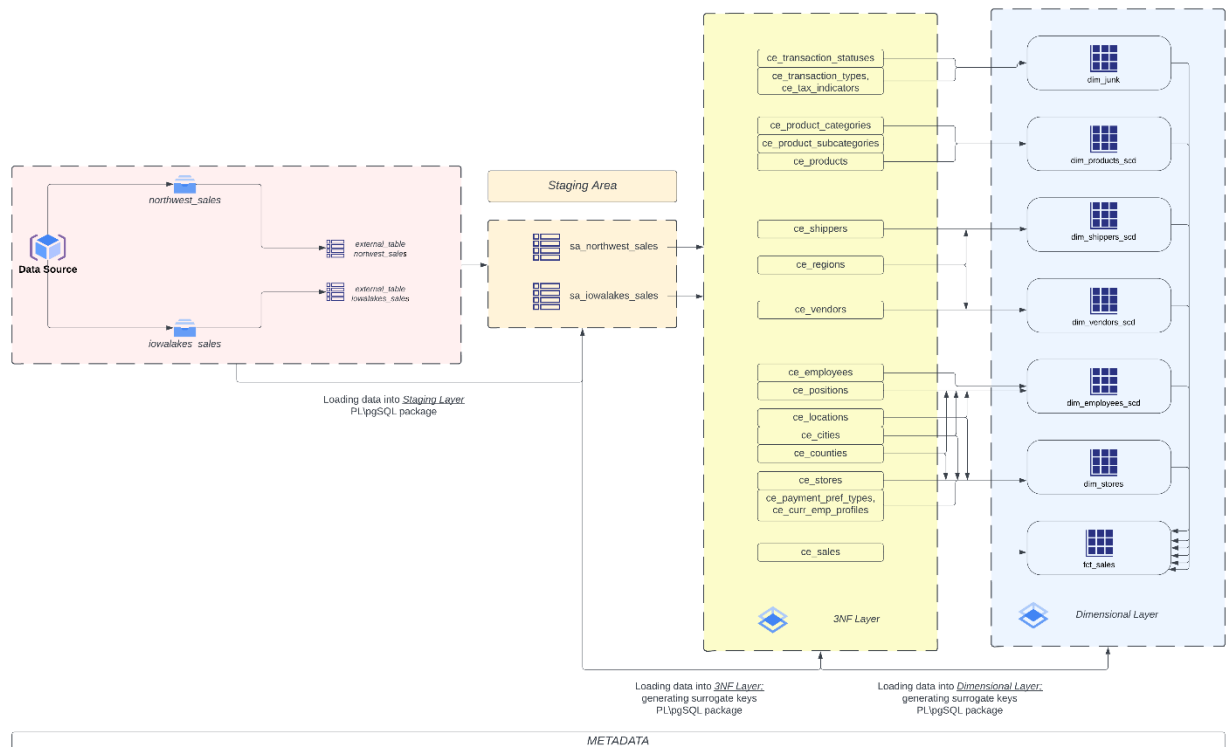 Data Source
northwest_sales
iowalakes_sales
external_table
nortwest_sales
external_table
iowalakes_sales
Loading data into Staging Layer
PL\pgSQL package
Staging Area
sa_northwest_sales
sa_iowalakes_sales
ce_transaction_statuses
ce_transaction_types,
ce_tax_indicators
ce_product_categories
ce_product_subcategories
ce_products
ce_shippers
ce_regions
ce_vendors
ce_employees
ce_positions
ce_locations
ce_cities
ce_counties
ce_stores
ce_payment_pref_types,
ce_curr_emp_profiles
ce_sales
3NF Layer
dim_junk
dim_products_scd
dim_shippers_scd
dim_vendors_scd
dim_employees_scd
dim_stores
fct_sales
Dimensional Layer
Loading data into 3NF Layer:
generating surrogate keys
PL\pgSQL package
Loading data into Dimensional Layer:
generating surrogate keys
PL\pgSQL package
METADATA